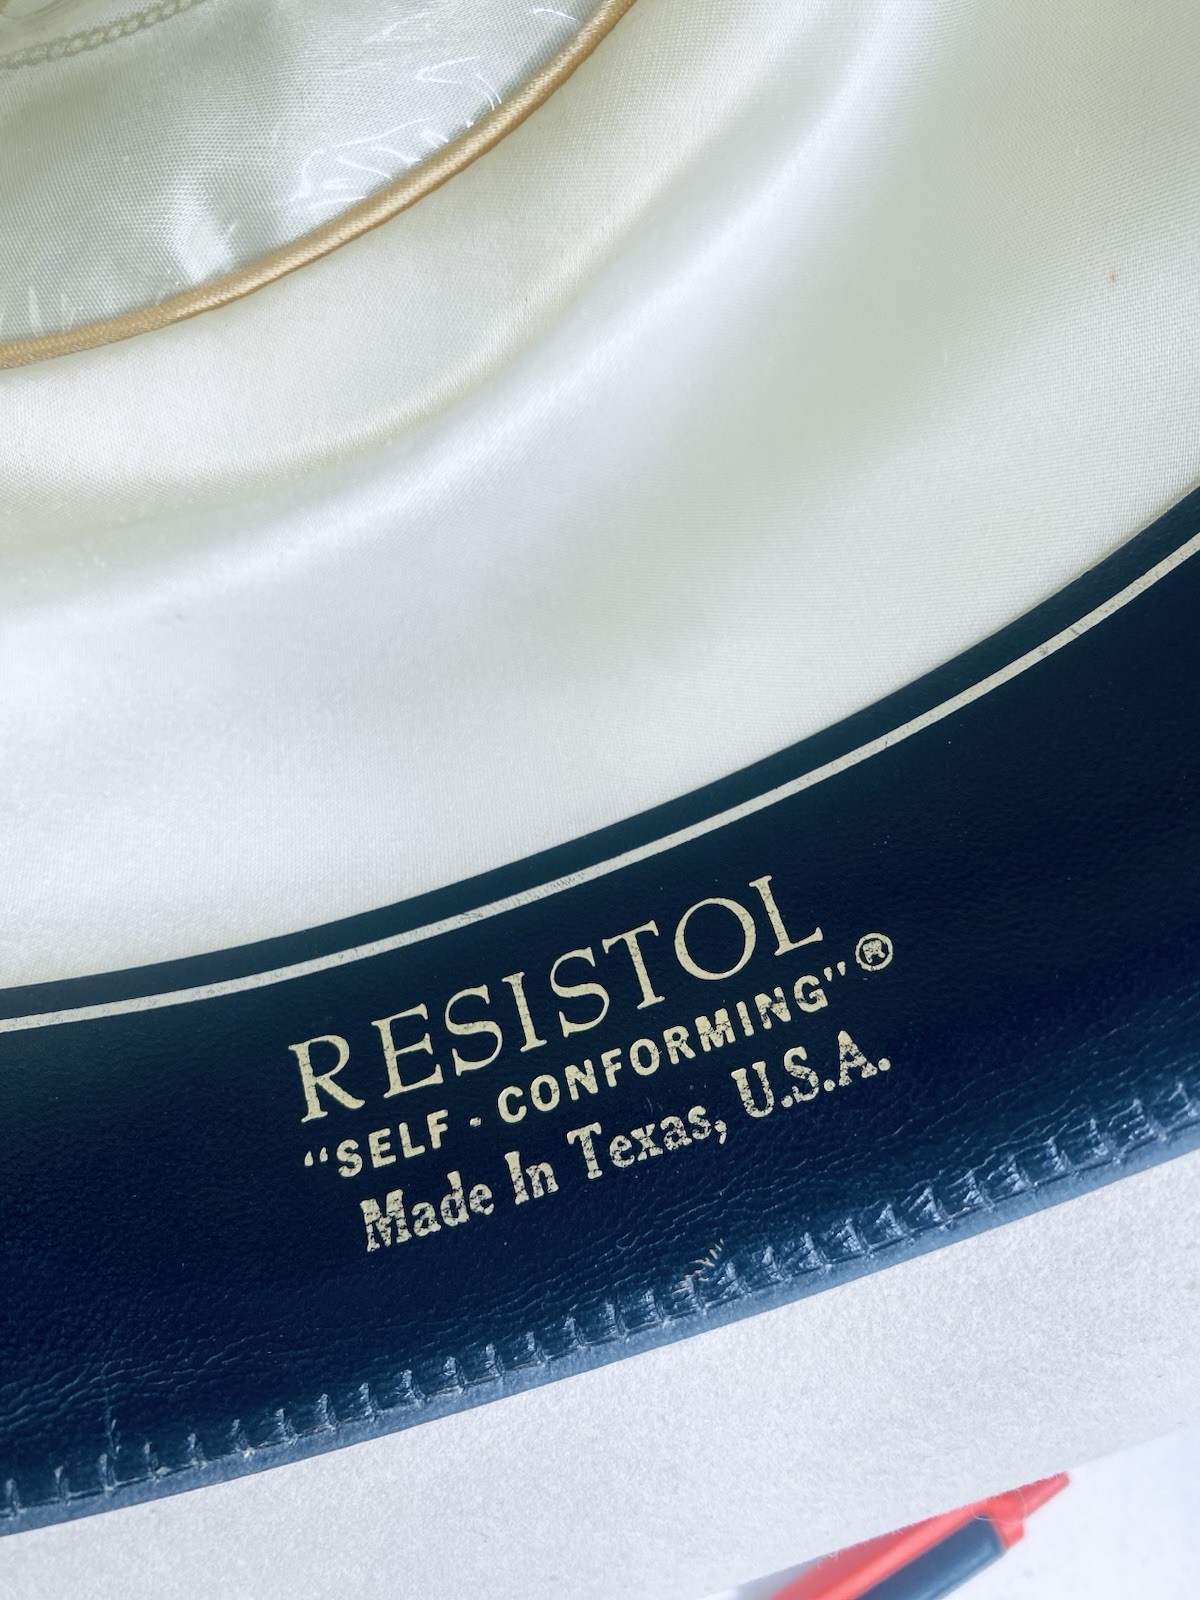 RESISTOL
"SELF - CONFORMING"®
Made In Texas, U.S.A.